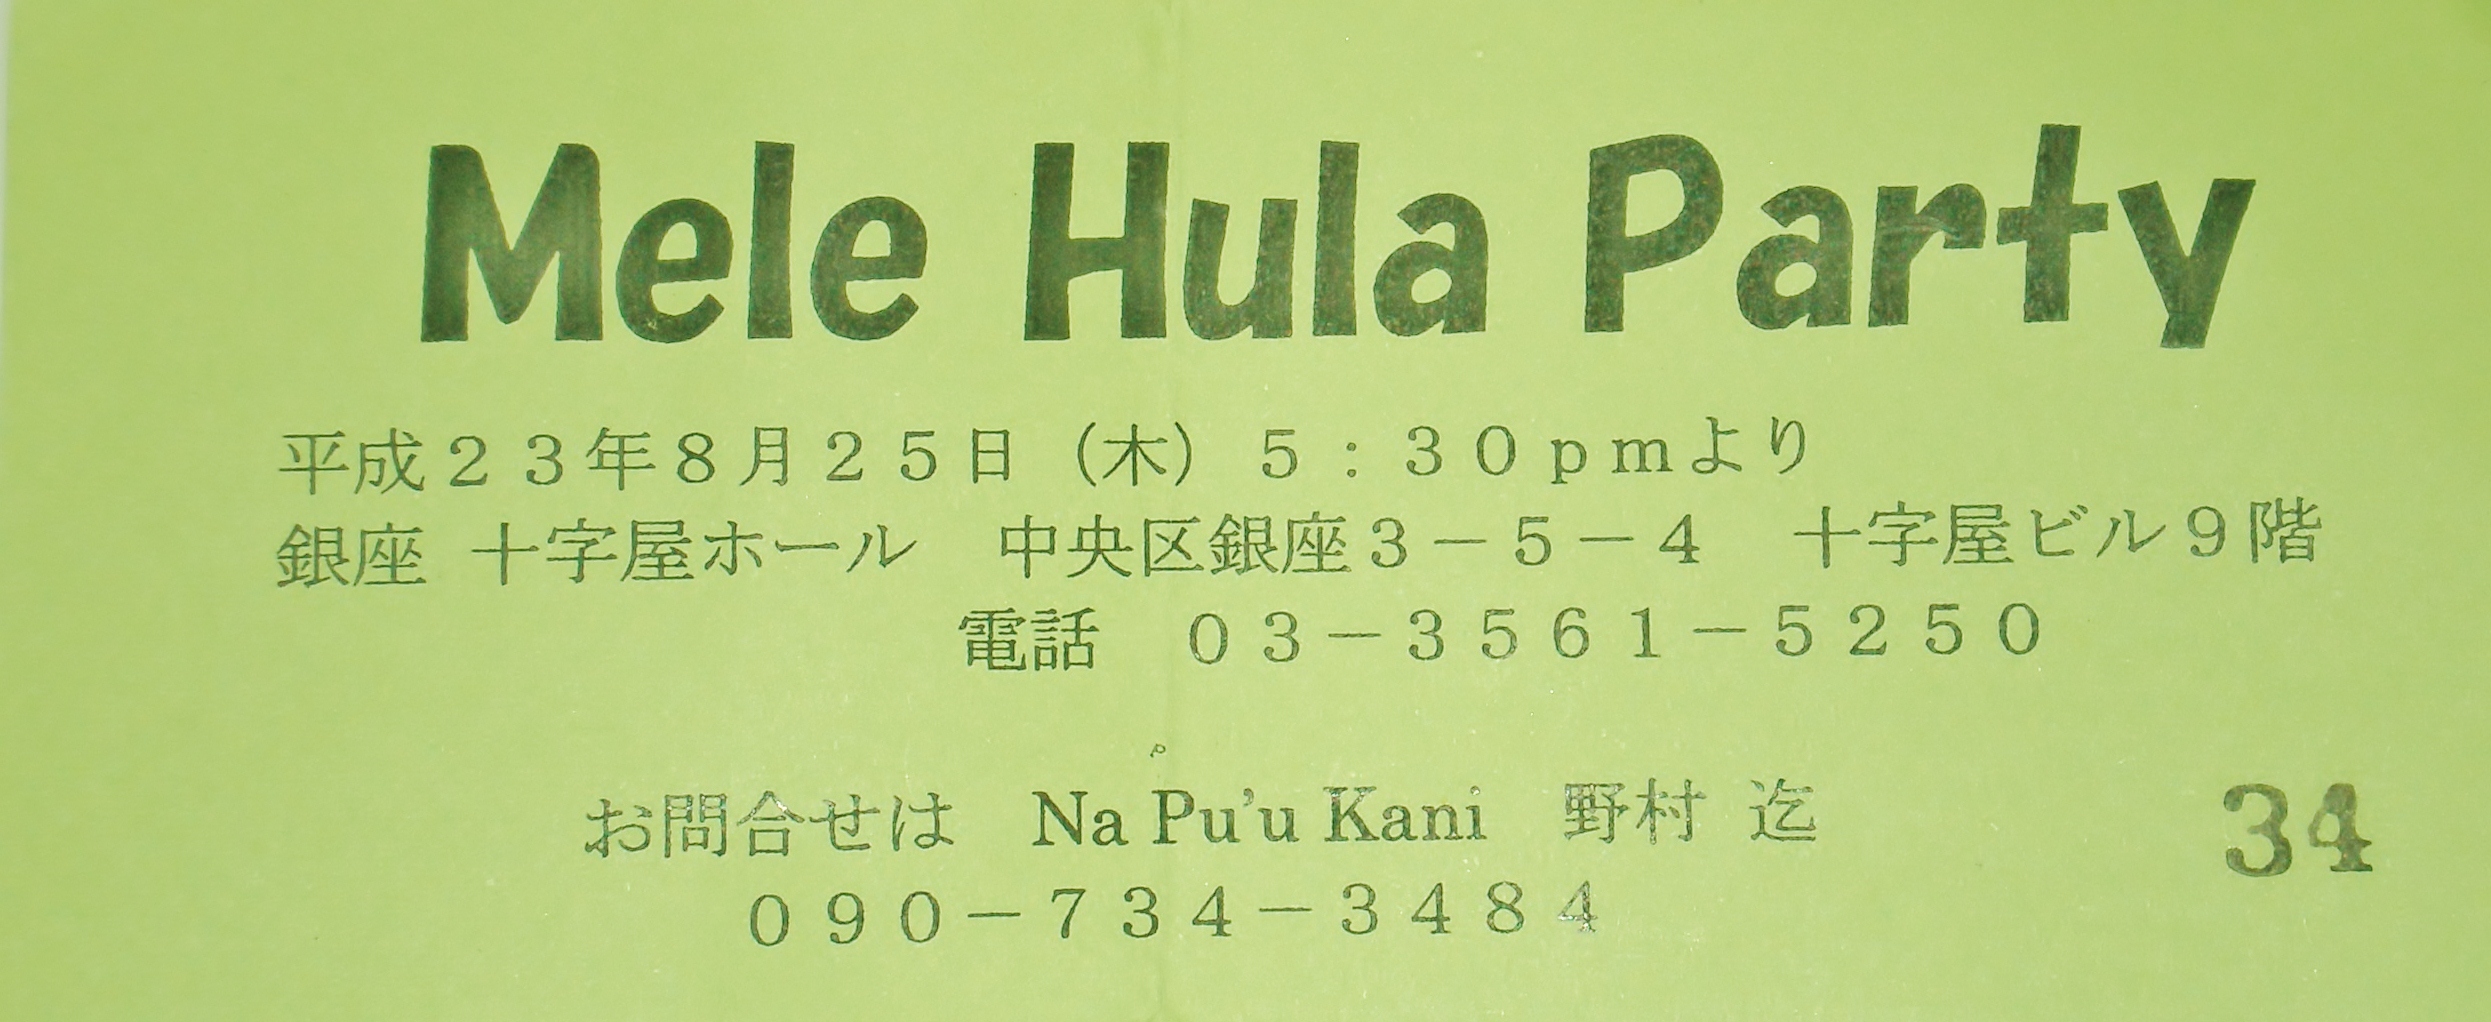 Mele Hula Party
平成２３年８月２５日（木）５：３０ｐｍより
銀座 十字屋ホール　中央区銀座３－５－４　十字屋ビル９階
電話　０３－３５６１－５２５０
お問合せは　Na Pu’u Kani　野村 迄
０９０－７３４－３４８４
34